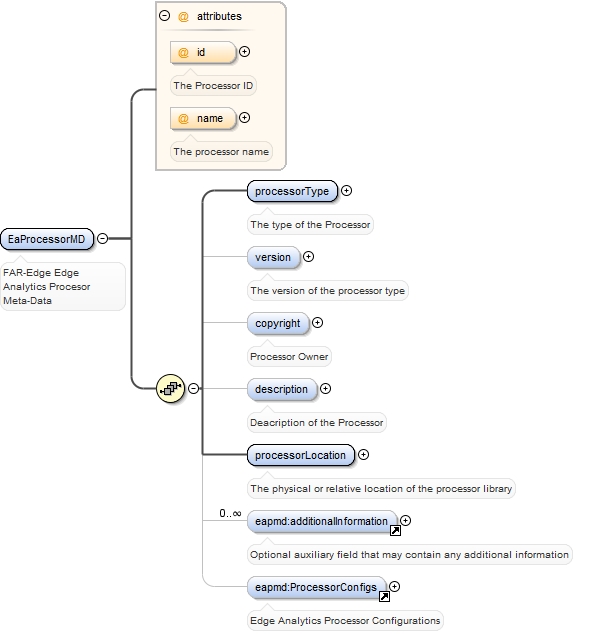 @ attributes
@ id
The Processor ID
@ name
The processor name
EaProcessorMD
FAR-Edge Edge
Analytics Procesor
Meta-Data
processorType
The type of the Processor
version
The version of the processor type
copyright
Processor Owner
description
Deacription of the Processor
processorLocation
The physical or relative location of the processor library
0..∞
eapmd:additionalInformation
Optional auxiliary field that may contain any additional information
eapmd:ProcessorConfigs
Edge Analytics Processor Configurations